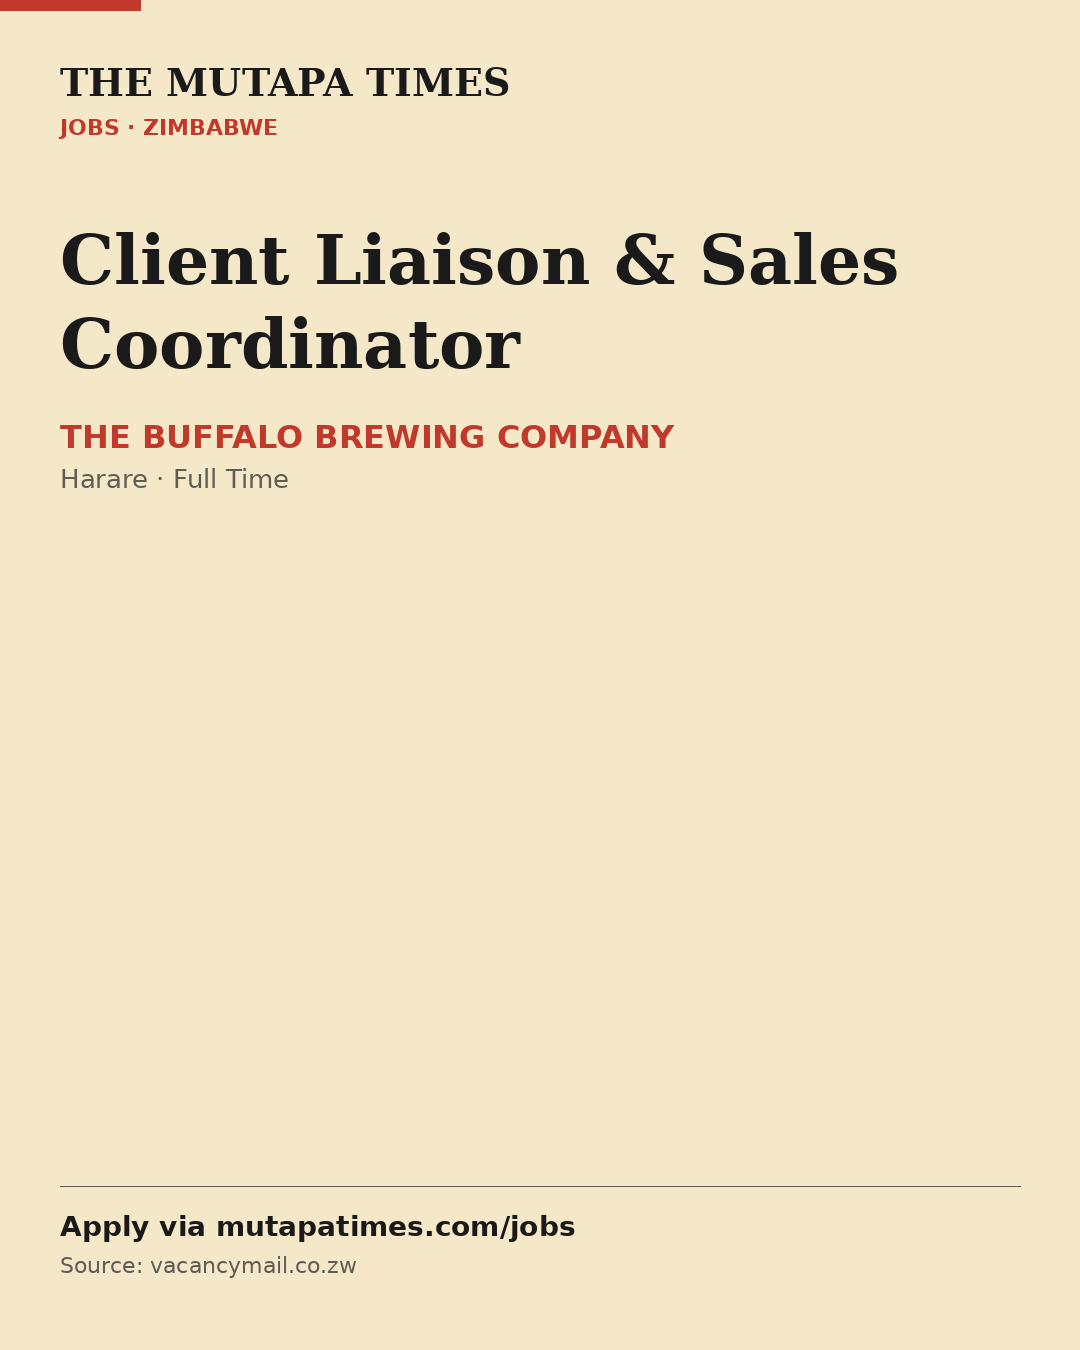 THE MUTAPA TIMES
JOBS · ZIMBABWE
Client Liaison & Sales
Coordinator
THE BUFFALO BREWING COMPANY
Harare · Full Time
Apply via mutapatimes.com/jobs
Source: vacancymail.co.zw